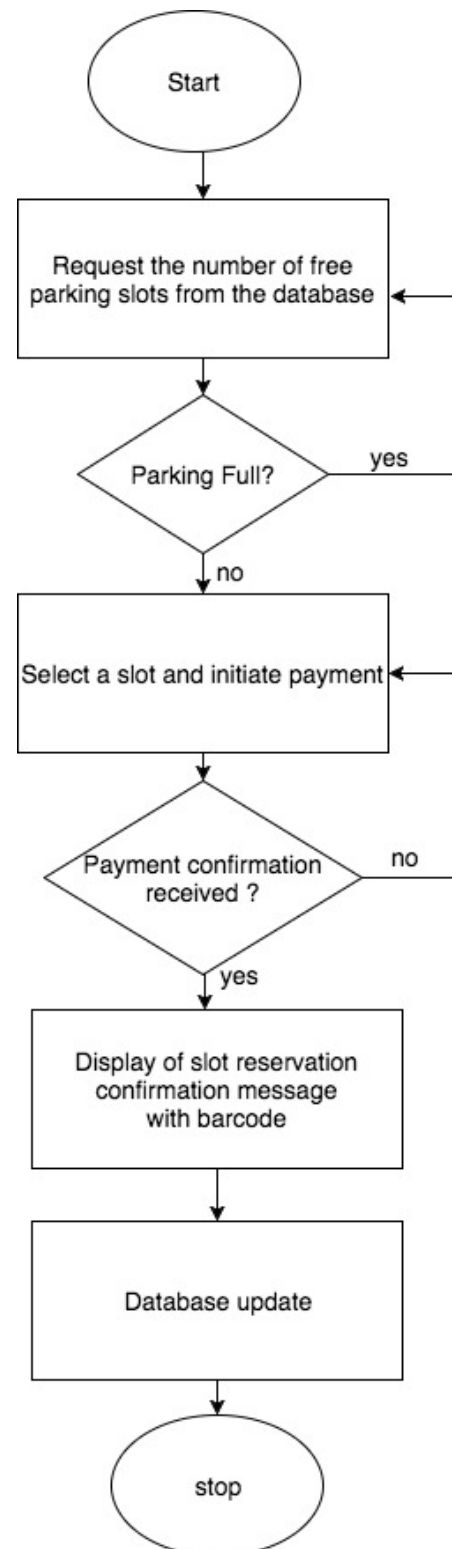 Start
Request the number of free
parking slots from the database
Parking Full?
yes
no
Select a slot and initiate payment
Payment confirmation
received ?
no
yes
Display of slot reservation
confirmation message
with barcode
Database update
stop